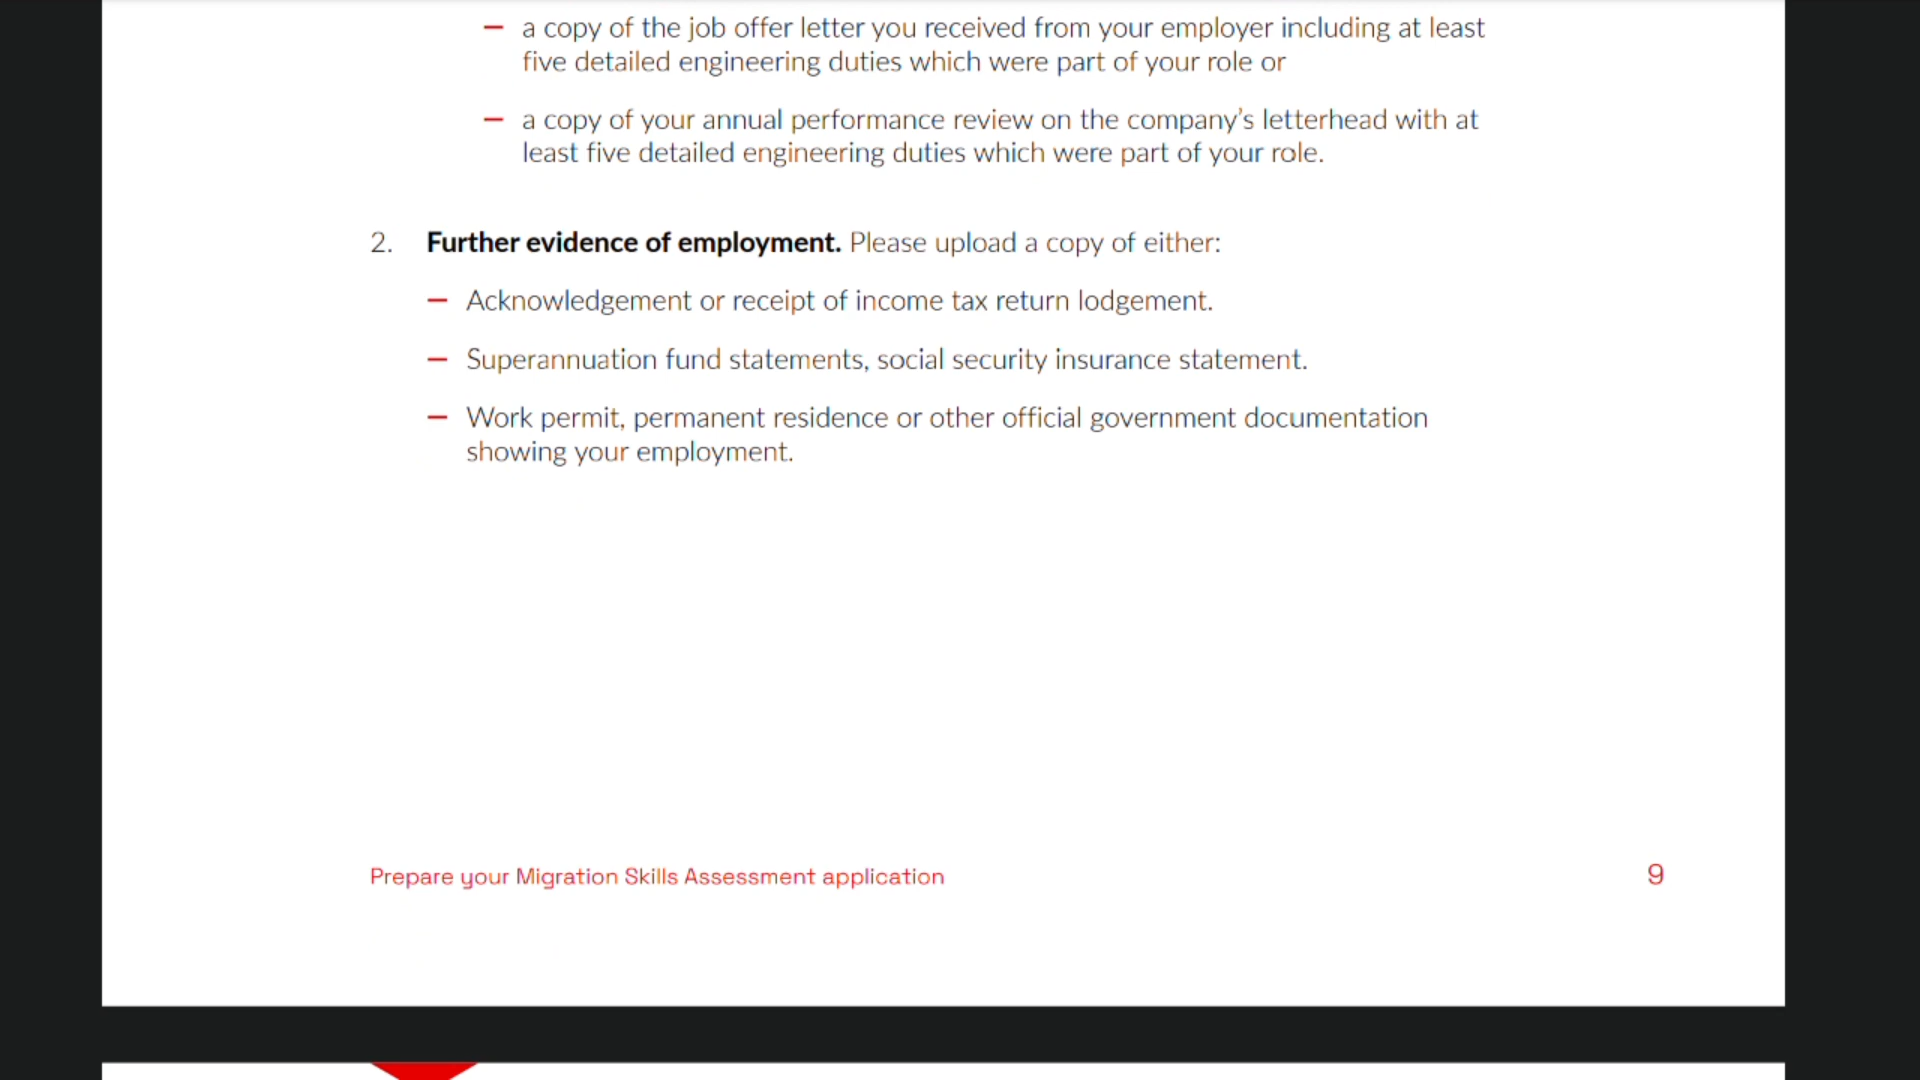 — a copy of the job offer letter you received from your employer including at least
five detailed engineering duties which were part of your role or
— a copy of your annual performance review on the company’s letterhead with at
least five detailed engineering duties which were part of your role.
2. Further evidence of employment. Please upload a copy of either:
— Acknowledgement or receipt of income tax return lodgement.
— Superannuation fund statements, social security insurance statement.
— Work permit, permanent residence or other official government documentation
showing your employment.
Prepare your Migration Skills Assessment application
9